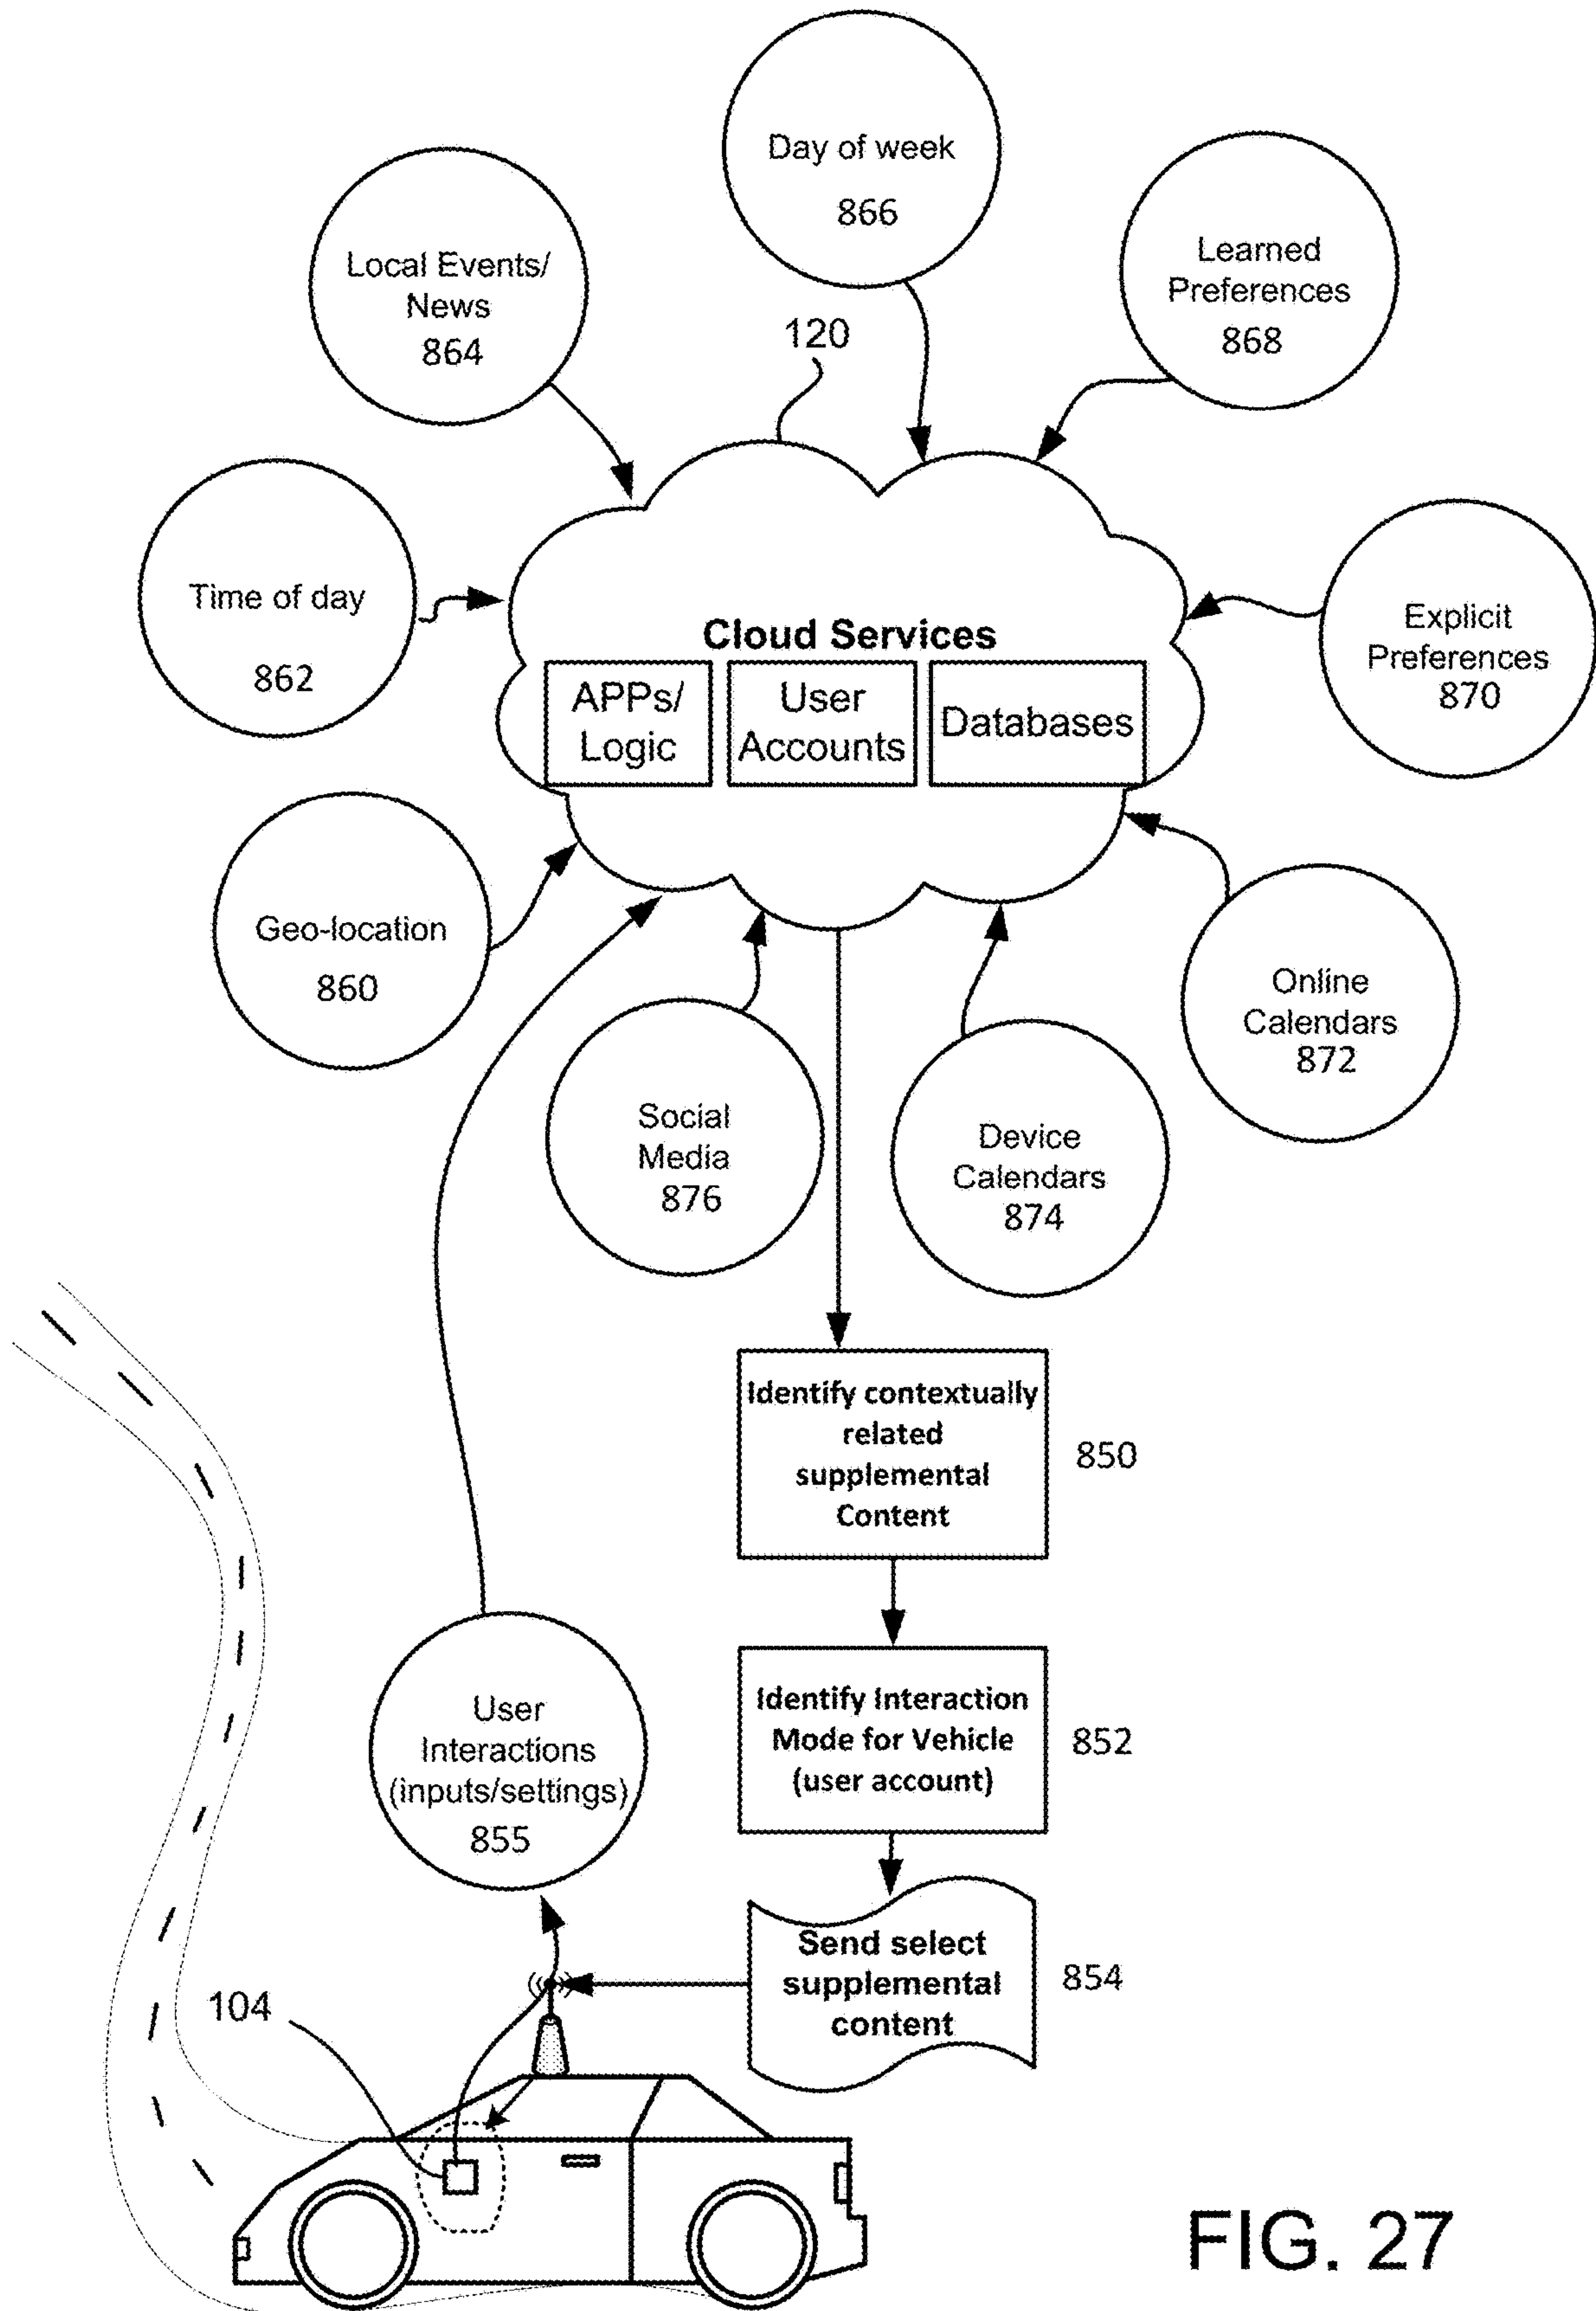 Day of week
866
Local Events/
News
864
Learned
Preferences
868
120
Time of day
862
Explicit
Preferences
870
Cloud Services
APPs/
Logic
User
Accounts
Databases
Geo-location
860
Online
Calendars
872
Social
Media
876
Device
Calendars
874
Identify contextually
related
supplemental
Content
850
Identify Interaction
Mode for Vehicle
(user account)
852
User
Interactions
(inputs/settings)
855
Send select
supplemental
content
854
104
FIG. 27